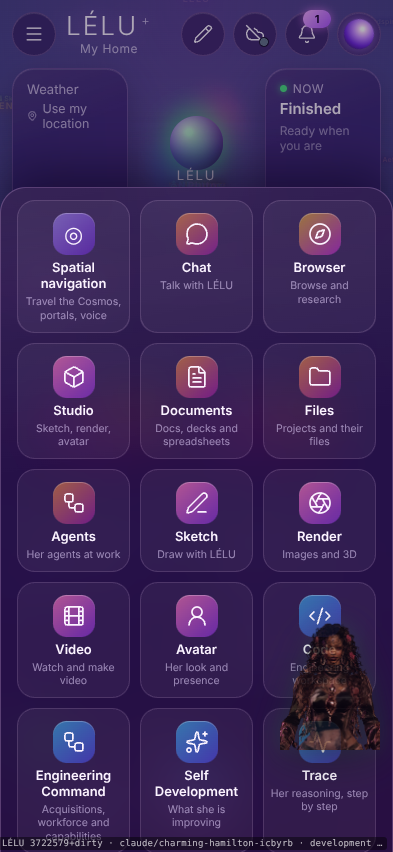 LÉLU +
My Home
1
Weather
Use my
location
NOW
Finished
Ready when
you are
LÉLU
Spatial
navigation
Travel the Cosmos,
portals, voice
Chat
Talk with LÉLU
Browser
Browse and
research
Studio
Sketch, render,
avatar
Documents
Docs, decks and
spreadsheets
Files
Projects and their
files
Agents
Her agents at work
Sketch
Draw with LÉLU
Render
Images and 3D
Video
Watch and make
video
Avatar
Her look and
presence
Engineering
Command
Acquisitions,
workforce and
capabilities
Self
Development
What she is
improving
Trace
Her reasoning, step
by step
LÉLU 3722579+dirty · claude/charming-hamilton-icbyrb · development …